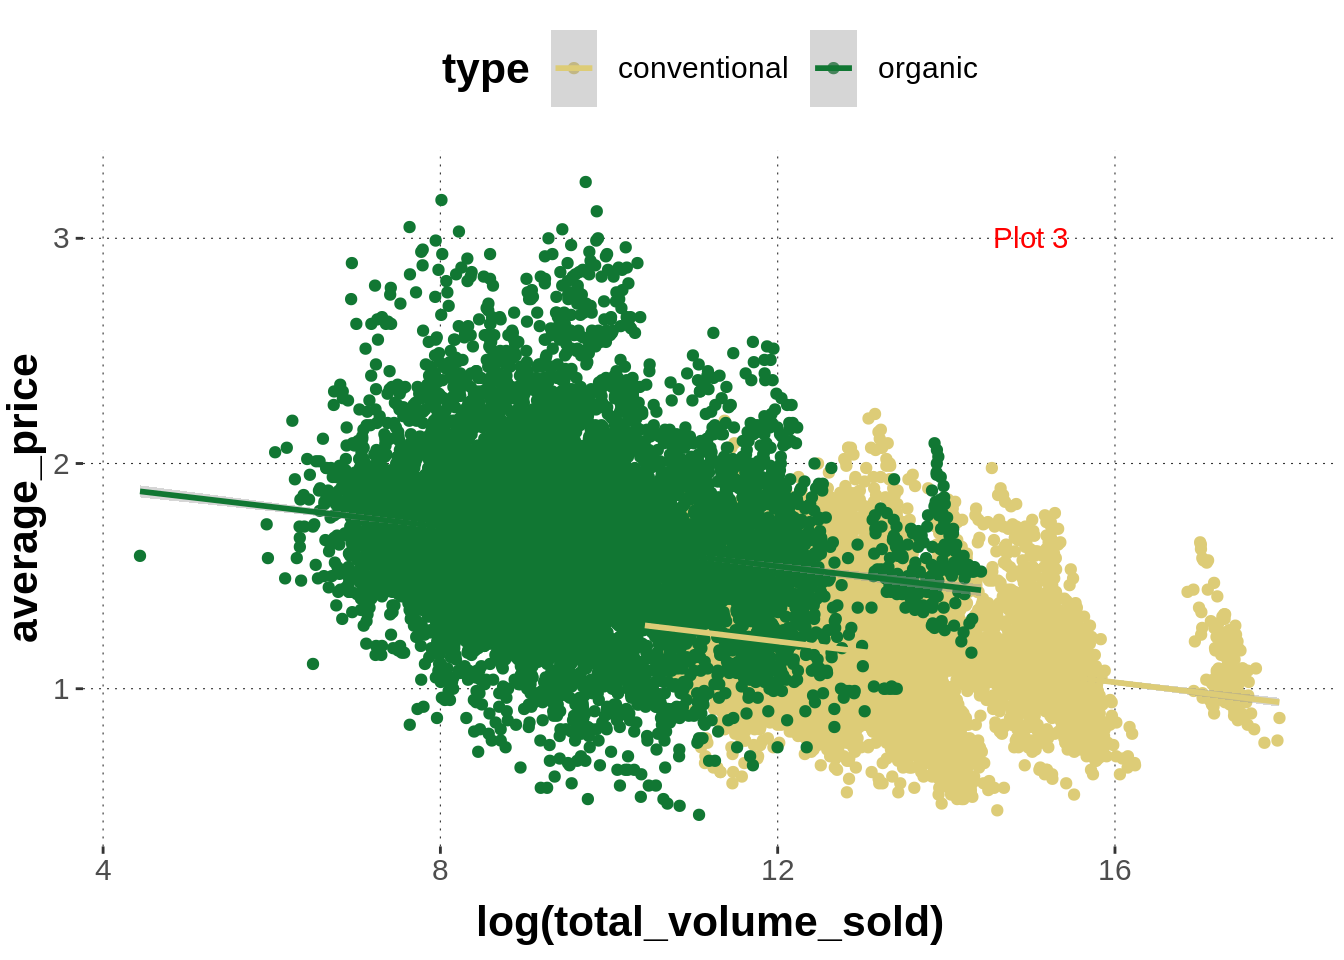 type conventional organic
Plot 3
average_price
3
2
1
4 8 12 16
log(total_volume_sold)